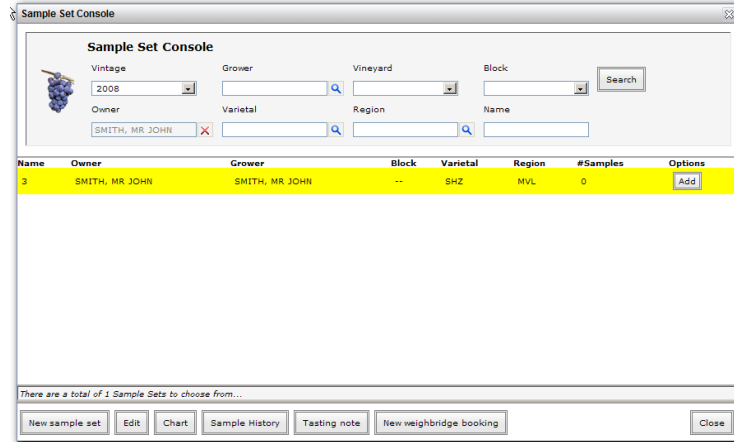 Sample Set Console
Sample Set Console
Vintage Grower Vineyard Block
2008 Search
Owner Varietal Region Name
SMITH, MR JOHN
Name Owner Grower Block Varietal Region #Samples Options
3 SMITH, MR JOHN SMITH, MR JOHN -- SHZ MVL 0 Add
There are a total of 1 Sample Sets to choose from...
New sample set Edit Chart Sample History Tasting note New weighbridge booking Close